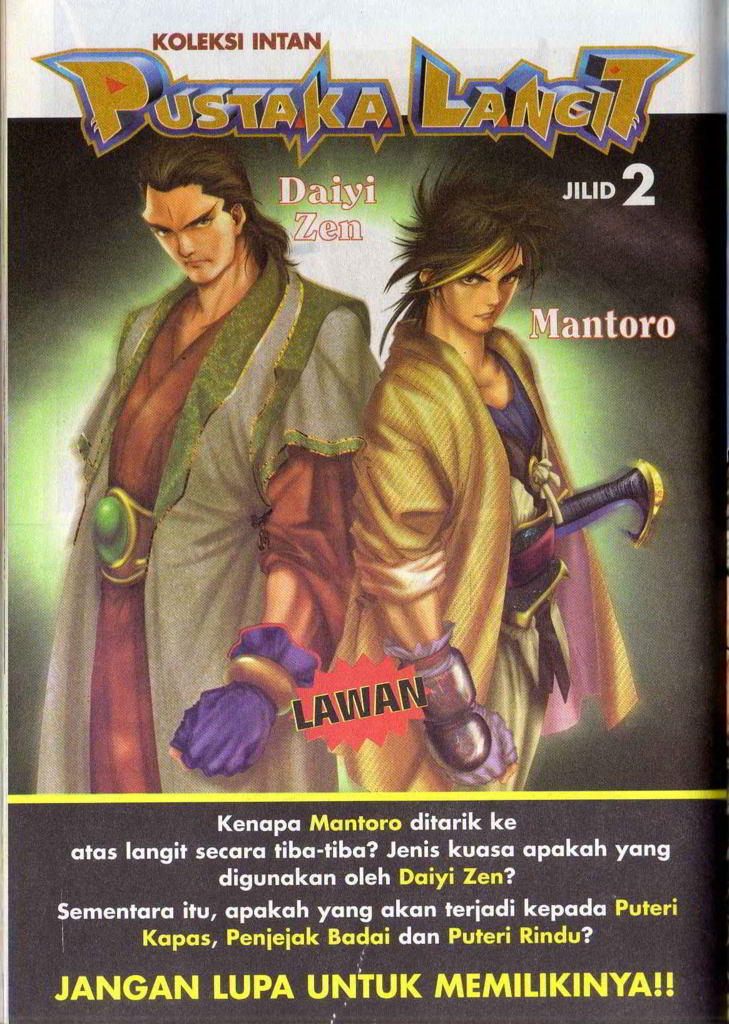 KOLEKSI INTAN
PUSTAKA LANGIT
JILID 2
Daiyi
Zen
Mantoro
LAWAN
Kenapa Mantoro ditarik ke
atas langit secara tiba-tiba? Jenis kuasa apakah yang
digunakan oleh Daiyi Zen?
Sementara itu, apakah yang akan terjadi kepada Puteri
Kapas, Penjejak Badai dan Puteri Rindu?
JANGAN LUPA UNTUK MEMILIKINYA!!